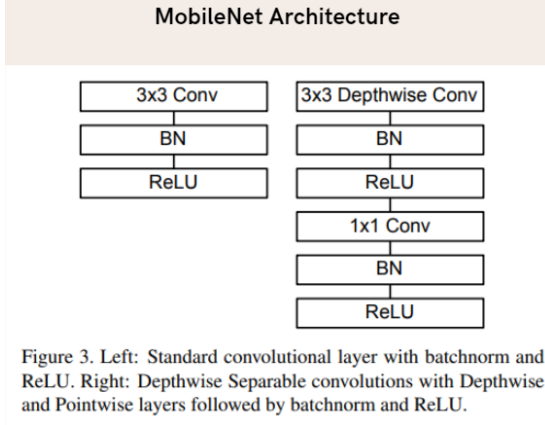 MobileNet Architecture
3x3 Conv
BN
ReLU
3x3 Depthwise Conv
BN
ReLU
1x1 Conv
BN
ReLU
Figure 3. Left: Standard convolutional layer with batchnorm and
ReLU. Right: Depthwise Separable convolutions with Depthwise
and Pointwise layers followed by batchnorm and ReLU.